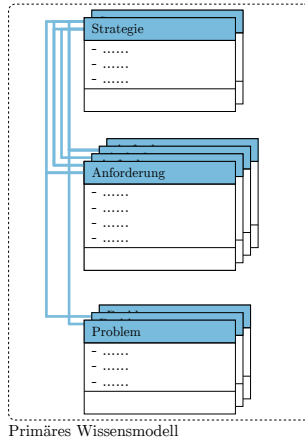 Strategie
- ......
- ......
- ......
Anforderung
- ......
- ......
- ......
- ......
Problem
- ......
- ......
- ......
Primäres Wissensmodell